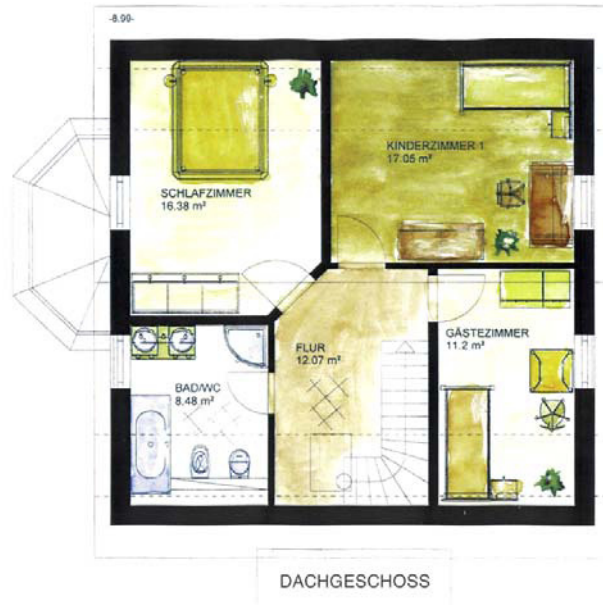 -8.99-
KINDERZIMMER 1
17.05 m²
SCHLAFZIMMER
16.38 m²
GÄSTEZIMMER
11.2 m²
FLUR
12.07 m²
BAD/WC
8.48 m²
DACHGESCHOSS